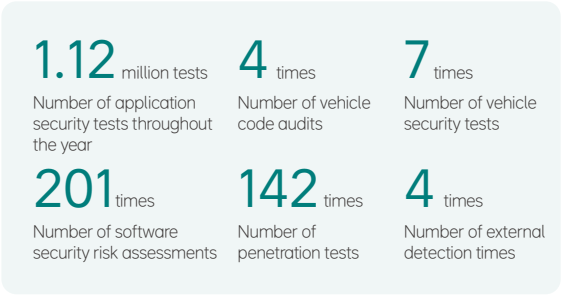 1.12 million tests
Number of application
security tests throughout
the year
4 times
Number of vehicle
code audits
7 times
Number of vehicle
security tests
201 times
Number of software
security risk assessments
142 times
Number of
penetration tests
4 times
Number of external
detection times